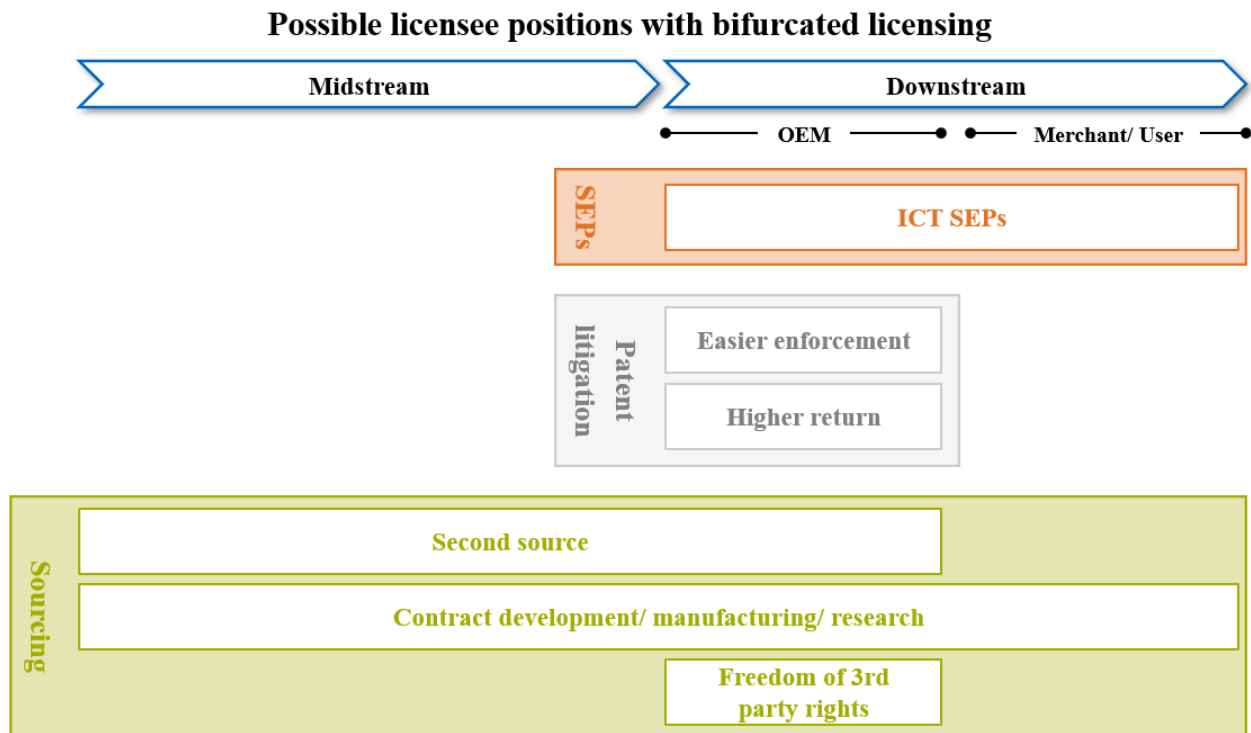 Possible licensee positions with bifurcated licensing
Midstream
Downstream
OEM
Merchant/ User
SEPs
ICT SEPs
Patent
litigation
Easier enforcement
Higher return
Sourcing
Second source
Contract development/ manufacturing/ research
Freedom of 3rd
party rights